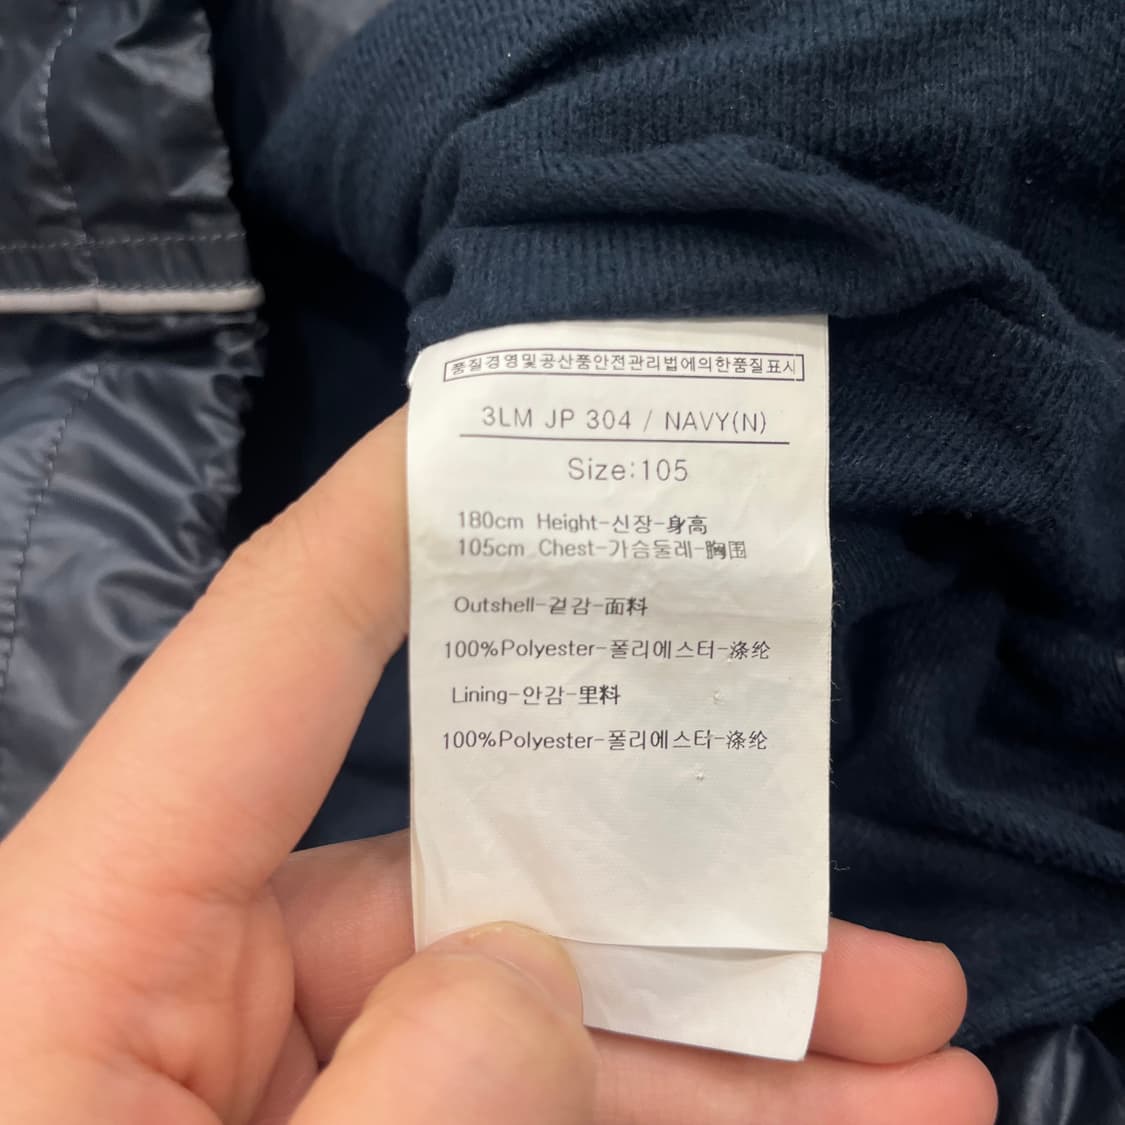 품질경영및공산품안전관리법에의한품질표시
3LM JP 304 / NAVY(N)
Size:105
180cm Height-신장-身高
105cm Chest-가슴둘레-胸围
Outshell-겉감-面料
100%Polyester-폴리에스터-涤纶
Lining-안감-里料
100%Polyester-폴리에스터-涤纶